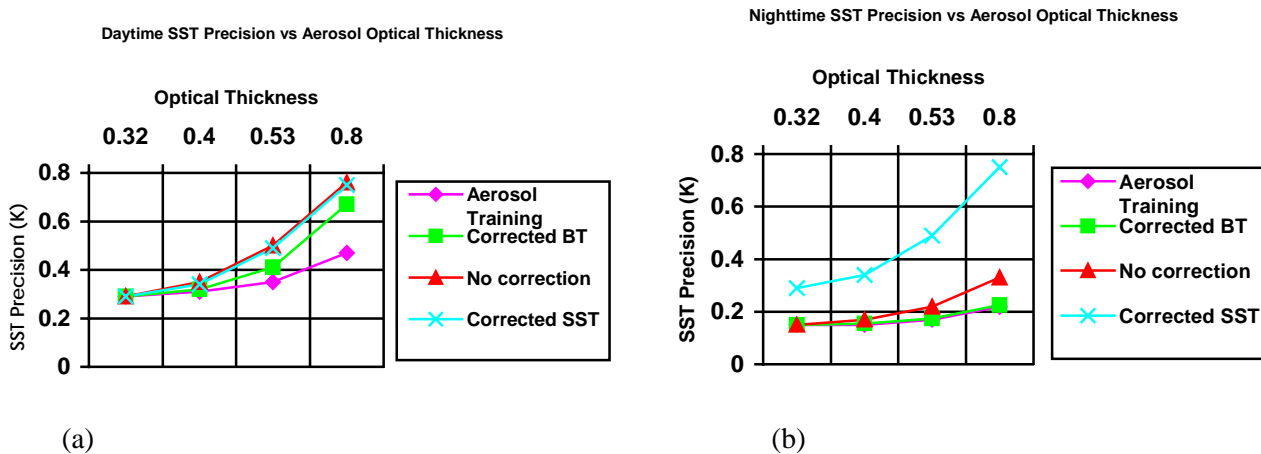 Daytime SST Precision vs Aerosol Optical Thickness
Optical Thickness
0.32 0.4 0.53 0.8
0.8
0.6
0.4
0.2
0
SST Precision (K)
Aerosol
Training
Corrected BT
No correction
Corrected SST
(a)
Nighttime SST Precision vs Aerosol Optical Thickness
Optical Thickness
0.32 0.4 0.53 0.8
0.8
0.6
0.4
0.2
0
SST Precision (K)
Aerosol
Training
Corrected BT
No correction
Corrected SST
(b)